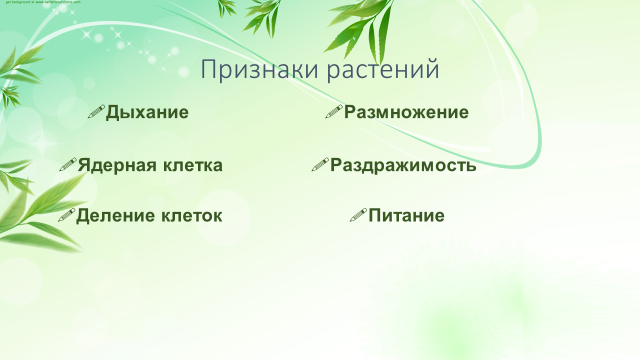 Признаки растений
Дыхание
Размножение
Ядерная клетка
Раздражимость
Деление клеток
Питание